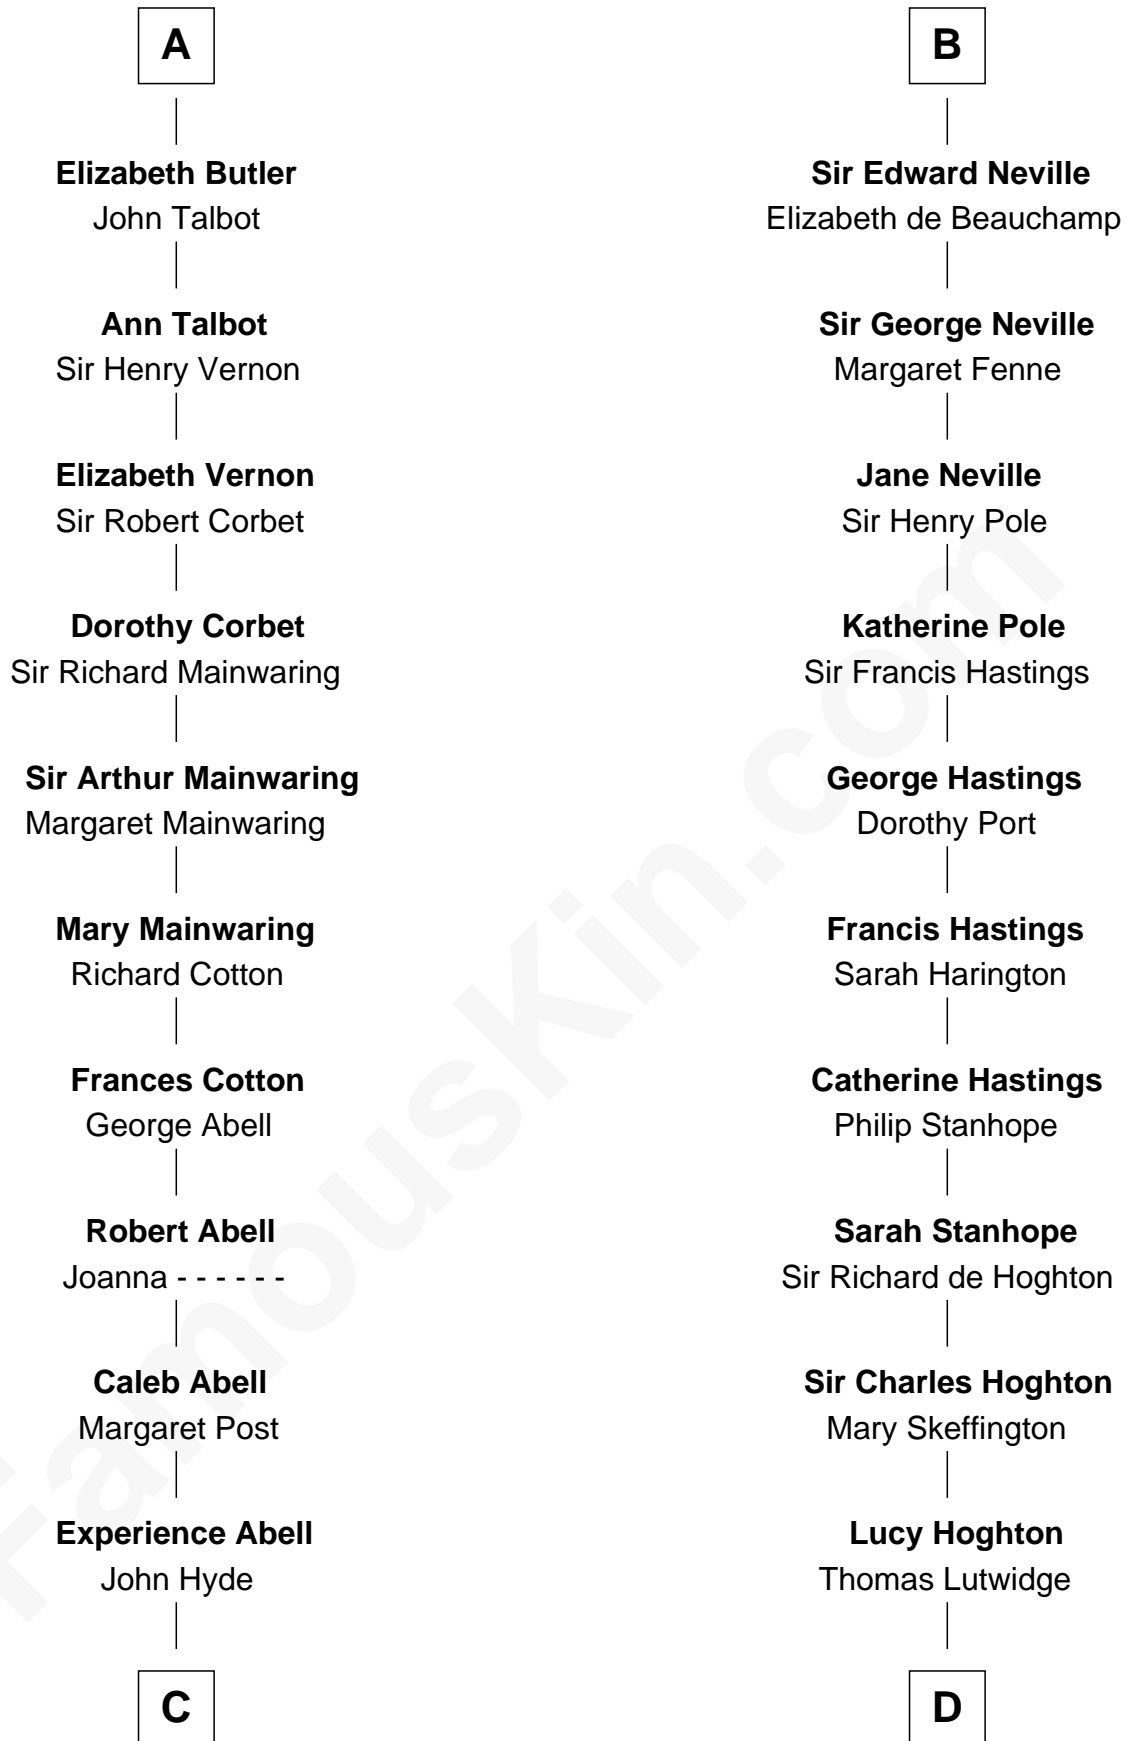 A
Elizabeth Butler
John Talbot
Ann Talbot
Sir Henry Vernon
Elizabeth Vernon
Sir Robert Corbet
Dorothy Corbet
Sir Richard Mainwaring
Sir Arthur Mainwaring
Margaret Mainwaring
Mary Mainwaring
Richard Cotton
Frances Cotton
George Abell
Robert Abell
Joanna - - - - - -
Caleb Abell
Margaret Post
Experience Abell
John Hyde
C
B
Sir Edward Neville
Elizabeth de Beauchamp
Sir George Neville
Margaret Fenne
Jane Neville
Sir Henry Pole
Katherine Pole
Sir Francis Hastings
George Hastings
Dorothy Port
Francis Hastings
Sarah Harington
Catherine Hastings
Philip Stanhope
Sarah Stanhope
Sir Richard de Hoghton
Sir Charles Hoghton
Mary Skeffington
Lucy Hoghton
Thomas Lutwidge
D
FamousKin.com